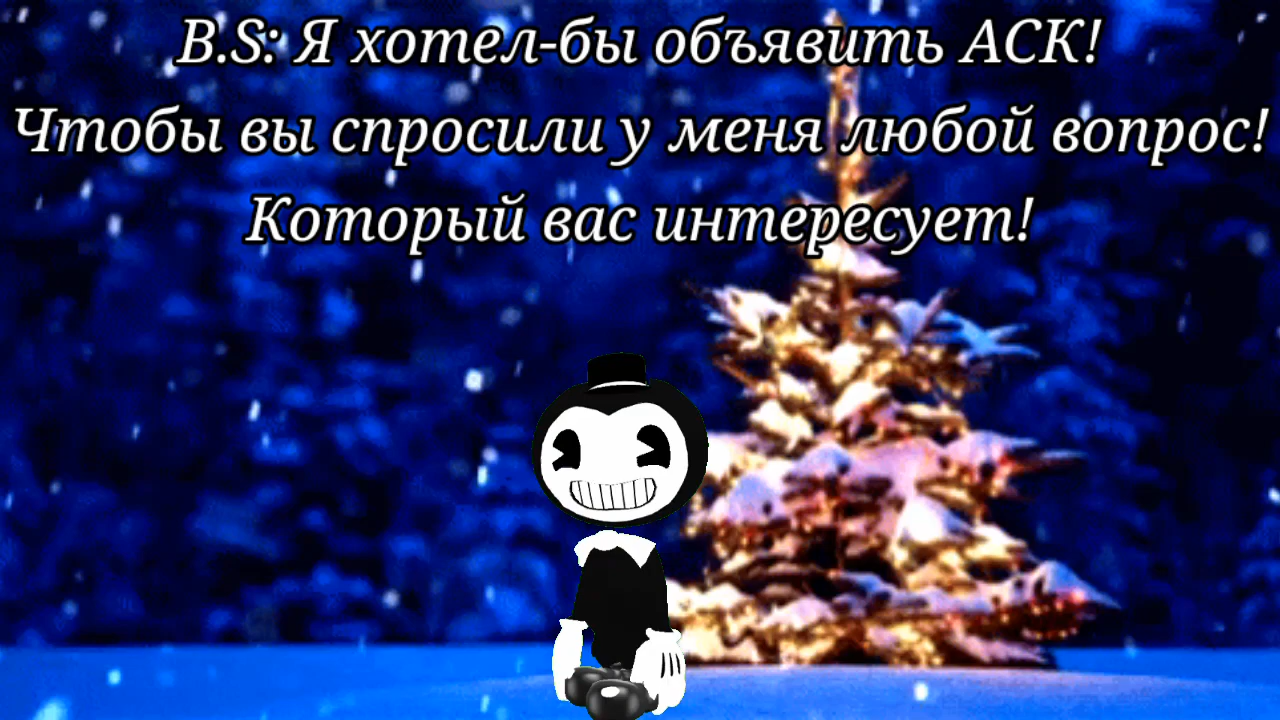 B.S: Я хотел-бы объявить АСК!
Чтобы вы спросили у меня любой вопрос!
Который вас интересует!